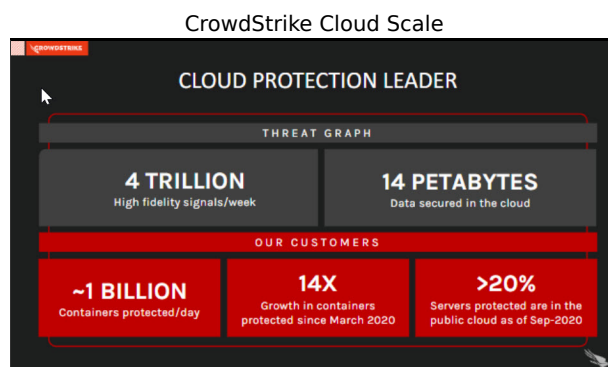 CrowdStrike Cloud Scale
CROWDSTRIKE
CLOUD PROTECTION LEADER
THREAT GRAPH
4 TRILLION
High fidelity signals/week
14 PETABYTES
Data secured in the cloud
OUR CUSTOMERS
~1 BILLION
Containers protected/day
14X
Growth in containers
protected since March 2020
>20%
Servers protected are in the
public cloud as of Sep-2020